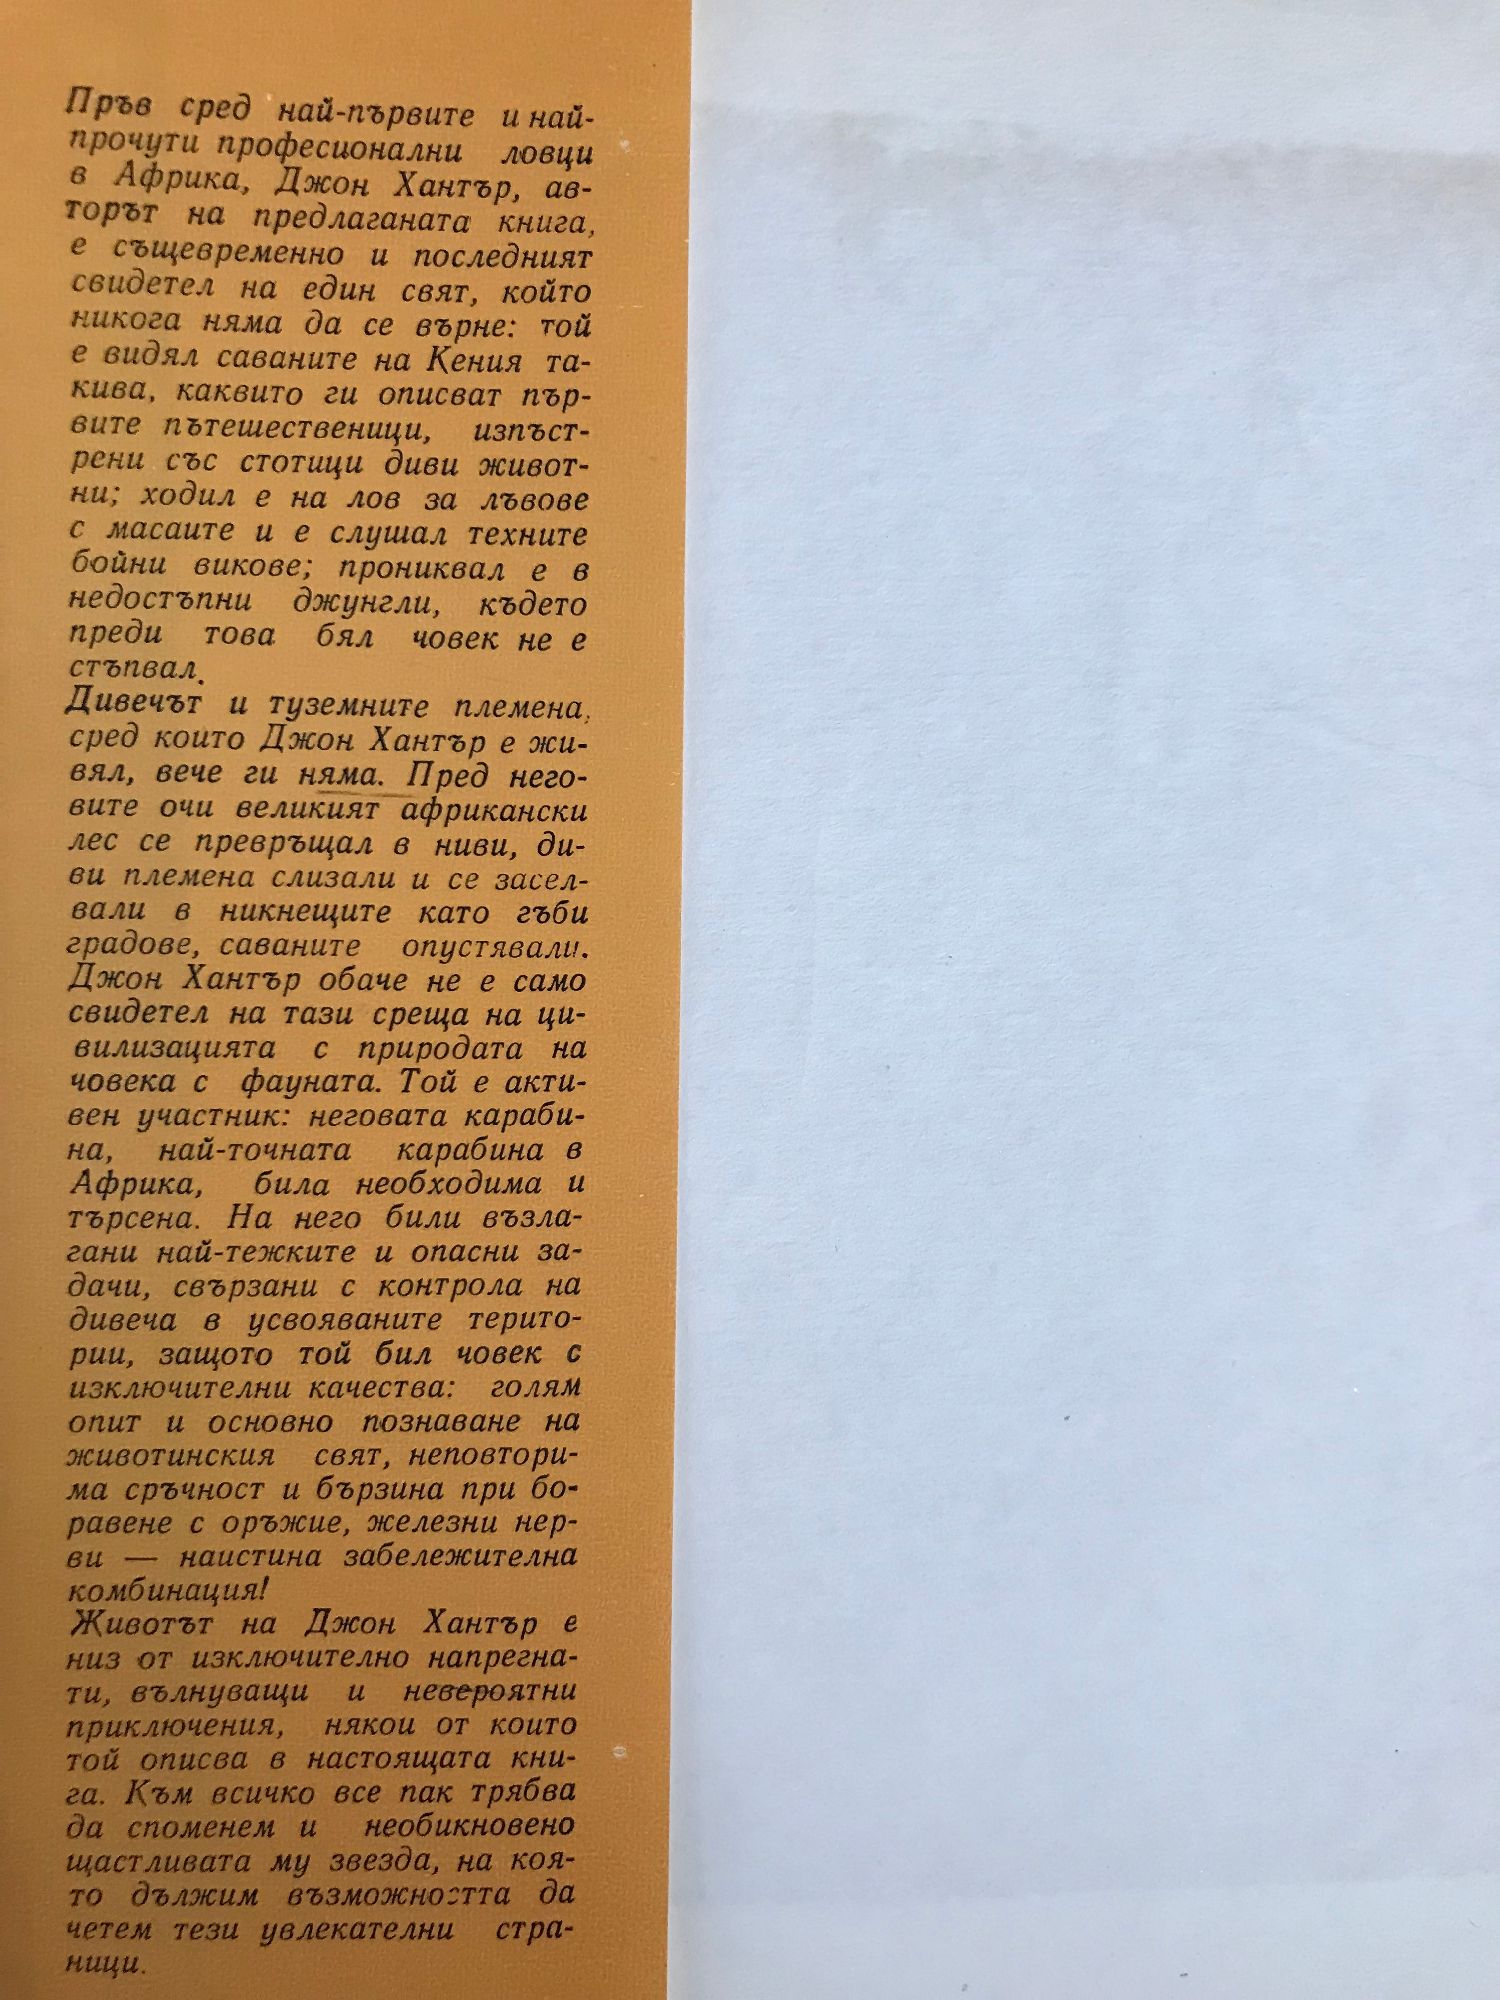 Пръв сред най-първите и най-
прочути професионални ловци
в Африка, Джон Хантър, ав-
торът на предлаганата книга,
е същевременно и последният
свидетел на един свят, който
никога няма да се върне: той
е видял саваните на Кения та-
кива, каквито ги описват пър-
вите пътешественици, изпъст-
рени със стотици диви живот-
ни; ходил е на лов за лъвове
с масаите и е слушал техните
бойни викове; прониквал е в
недостъпни джунгли, където
преди това бял човек не е
стъпвал.
Дивечът и туземните племена,
сред които Джон Хантър е жи-
вял, вече ги няма. Пред него-
вите очи великият африкански
лес се превръщал в ниви, ди-
ви племена слизали и се засел-
вали в никнещите като гъби
градове, саваните опустявали.
Джон Хантър обаче не е само
свидетел на тази среща на ци-
вилизацията с природата на
човека с фауната. Той е акти-
вен участник: неговата караби-
на, най-точната карабина в
Африка, била необходима и
търсена. На него били възла-
гани най-тежките и опасни за-
дачи, свързани с контрола на
дивеча в усвояваните терито-
рии, защото той бил човек с
изключителни качества: голям
опит и основно познаване на
животинския свят, неповтори-
ма сръчност и бързина при бо-
равене с оръжие, железни нер-
ви — наистина забележителна
комбинация!
Животът на Джон Хантър е
низ от изключително напрегна-
ти, вълнуващи и невероятни
приключения, някои от които
той описва в настоящата кни-
га. Към всичко все пак трябва
да споменем и необикновено
щастливата му звезда, на коя-
то дължим възможността да
четем тези увлекателни стра-
ници.